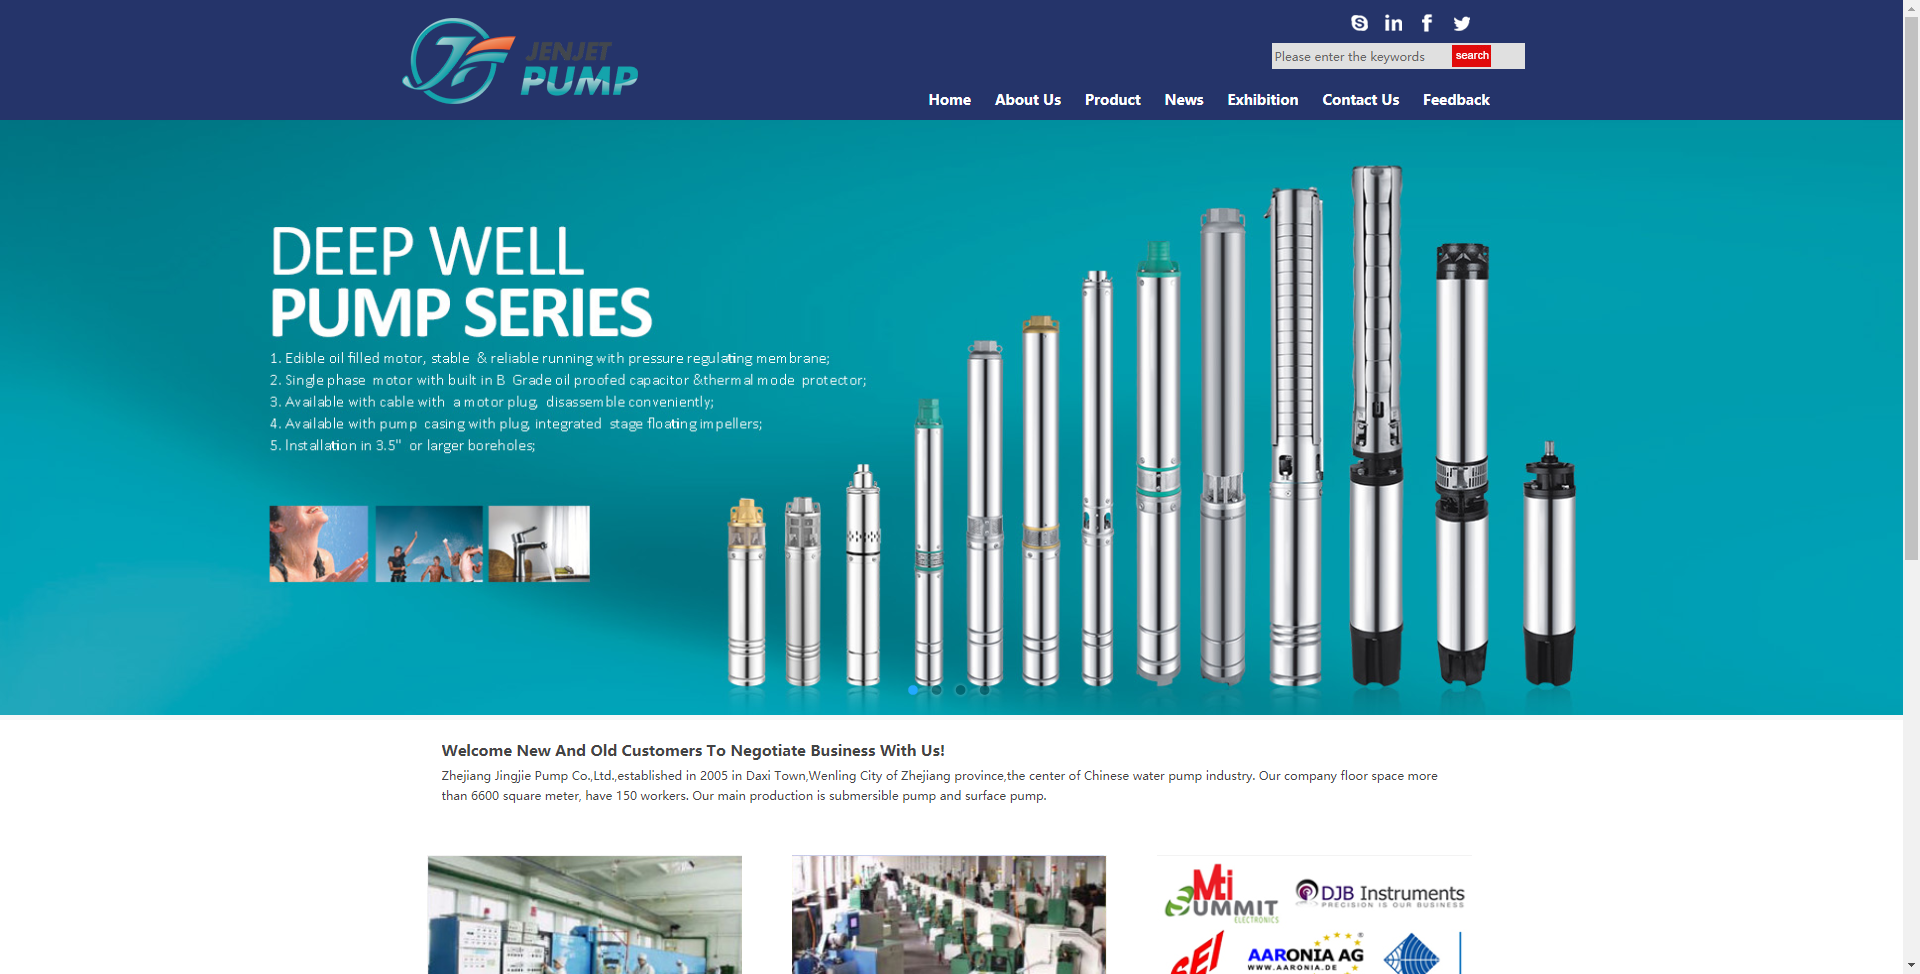 JENJET
PUMP
Please enter the keywords
search
Home
About Us
Product
News
Exhibition
Contact Us
Feedback
DEEP WELL
PUMP SERIES
1. Edible oil filled motor, stable & reliable running with pressure regulating membrane;
2. Single phase motor with built in B Grade oil proofed capacitor &thermal mode protector;
3. Available with cable with a motor plug, disassemble conveniently;
4. Available with pump casing with plug, integrated stage floating impellers;
5. Installation in 3.5" or larger boreholes;
Welcome New And Old Customers To Negotiate Business With Us!
Zhejiang Jingjie Pump Co.,Ltd.,established in 2005 in Daxi Town,Wenling City of Zhejiang province,the center of Chinese water pump industry. Our company floor space more
than 6600 square meter, have 150 workers. Our main production is submersible pump and surface pump.
Mti
SUMMIT
ELECTRONICS
DJB Instruments
PRECISION IS OUR BUSINESS
SEI
AARONIA AG
WWW.AARONIA.DE